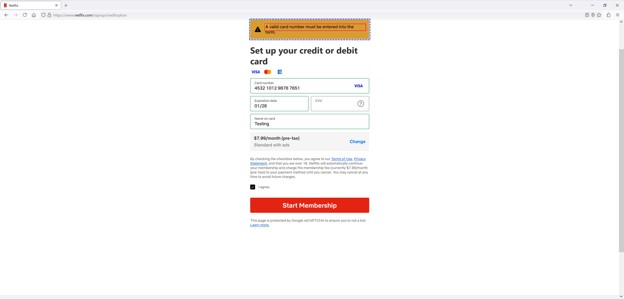 Netflix
https://www.netflix.com/signup/creditoption
A valid card number must be entered into the
form.
Set up your credit or debit
card
VISA
Card number
4532 1012 9878 7651
VISA
Expiration date
01/28
CVV
?
Name on card
Testing
$7.99/month (pre-tax)
Standard with ads
Change
By checking the checkbox below, you agree to our Terms of Use, Privacy
Statement, and that you are over 18. Netflix will automatically continue
your membership and charge the membership fee (currently $7.99/month)
to your payment method until you cancel. You may cancel at any
time to avoid future charges.
I agree.
Start Membership
This page is protected by Google reCAPTCHA to ensure you're not a bot.
Learn more.